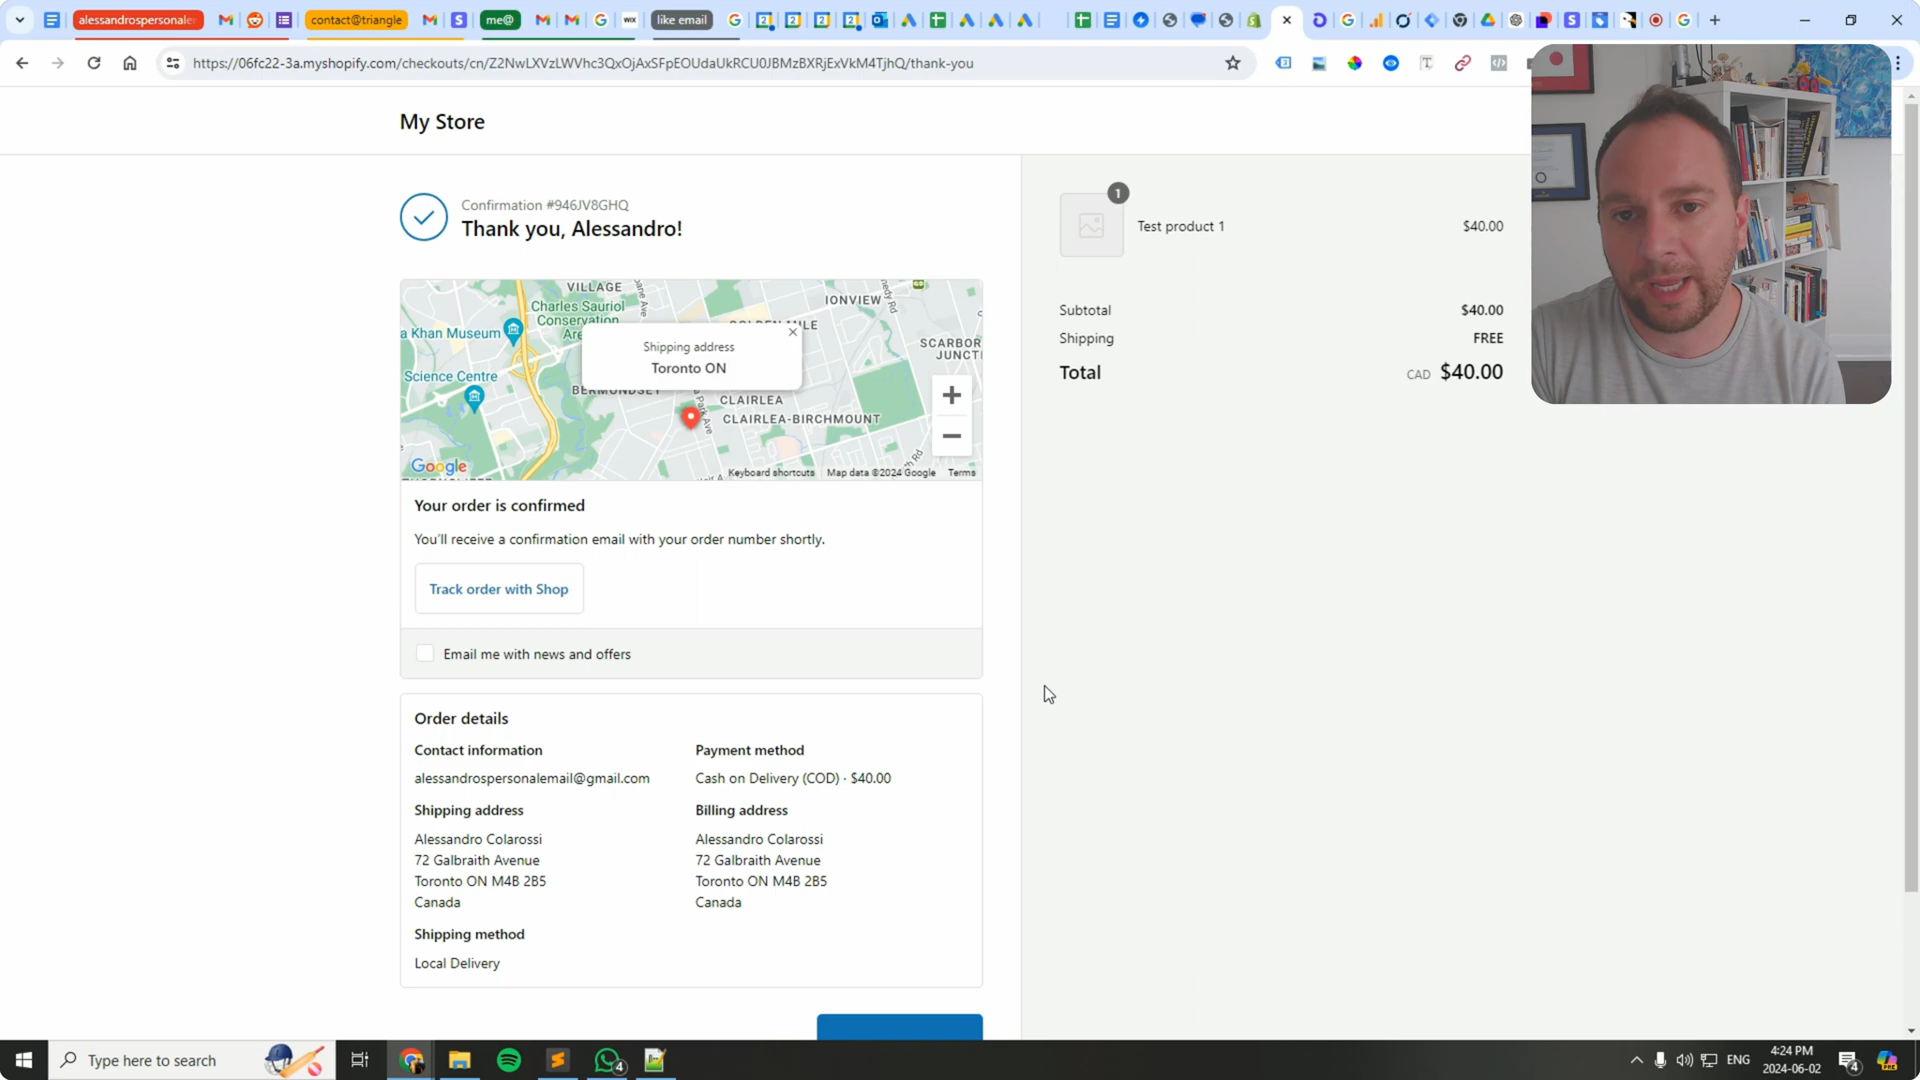 alessandrospersonale
contact@triangle
me@
like email
https://06fc22-3a.myshopify.com/checkouts/cn/Z2NwLXVzLWVhc3QxOjAxSFpEOUdaUkRCU0JBMzBXRjExVkM4TjhQ/thank-you
My Store
Confirmation #946JV8GHQ
Thank you, Alessandro!
1
Test product 1 $40.00
Subtotal $40.00
Shipping FREE
Total CAD $40.00
VILLAGE
Charles Sauriol
Conservation
IONVIEW
a Khan Museum
Science Centre
SCARBOR
JUNCTI
Shipping address
Toronto ON
CLAIRLEA
CLAIRLEA-BIRCHMOUNT
Park Ave
Google
Keyboard shortcuts Map data ©2024 Google Terms
Your order is confirmed
You'll receive a confirmation email with your order number shortly.
Track order with Shop
Email me with news and offers
Order details
Contact information
alessandrospersonalemail@gmail.com
Payment method
Cash on Delivery (COD) · $40.00
Shipping address
Alessandro Colarossi
72 Galbraith Avenue
Toronto ON M4B 2B5
Canada
Billing address
Alessandro Colarossi
72 Galbraith Avenue
Toronto ON M4B 2B5
Canada
Shipping method
Local Delivery
Type here to search
4
ENG
4:24 PM
2024-06-02
4